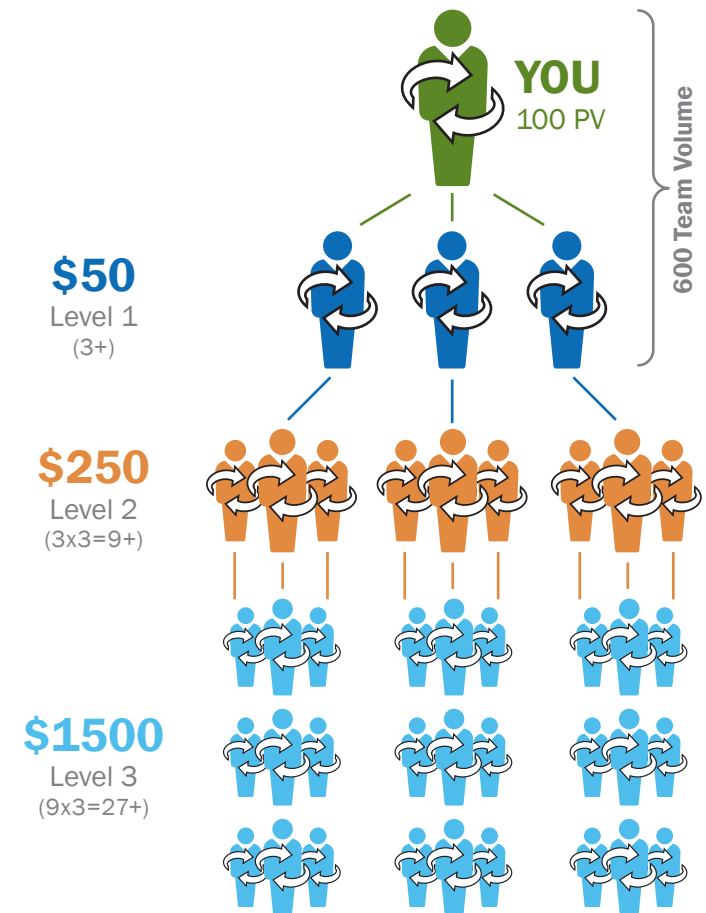 YOU
100 PV
600 Team Volume
$50
Level 1
(3+)
$250
Level 2
(3x3=9+)
$1500
Level 3
(9x3=27+)